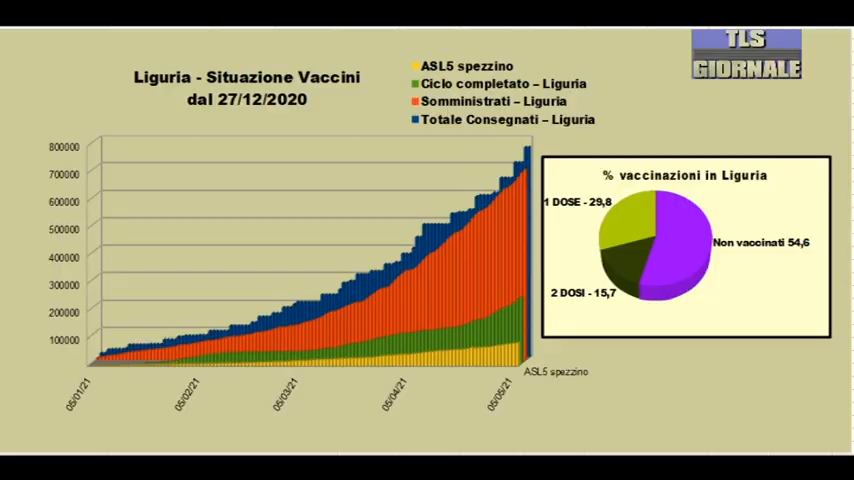 TLS
GIORNALE
Liguria - Situazione Vaccini
dal 27/12/2020
ASL5 spezzino
Ciclo completato – Liguria
Somministrati – Liguria
Totale Consegnati – Liguria
800000
700000
600000
500000
400000
300000
200000
100000
05/01/21
05/02/21
05/03/21
05/04/21
05/05/21
ASL5 spezzino
% vaccinazioni in Liguria
1 DOSE - 29,8
Non vaccinati 54,6
2 DOSI - 15,7